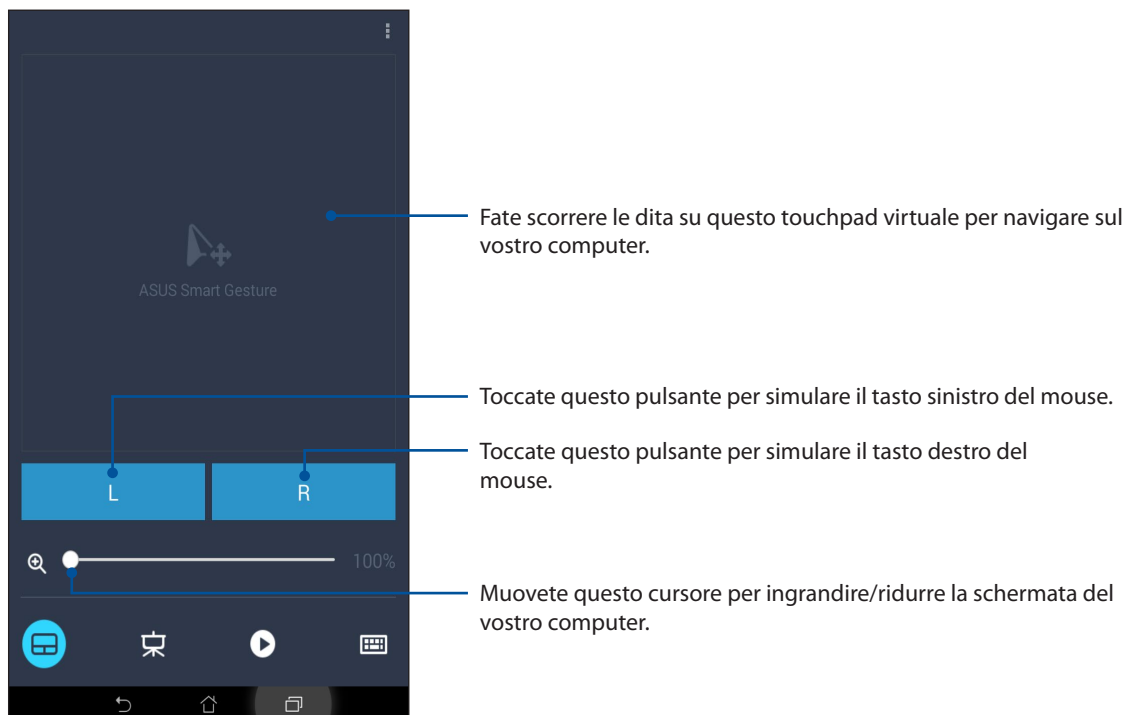 Fate scorrere le dita su questo touchpad virtuale per navigare sul
vostro computer.
ASUS Smart Gesture
Toccate questo pulsante per simulare il tasto sinistro del mouse.
Toccate questo pulsante per simulare il tasto destro del
mouse.
L
R
100%
Muovete questo cursore per ingrandire/ridurre la schermata del
vostro computer.